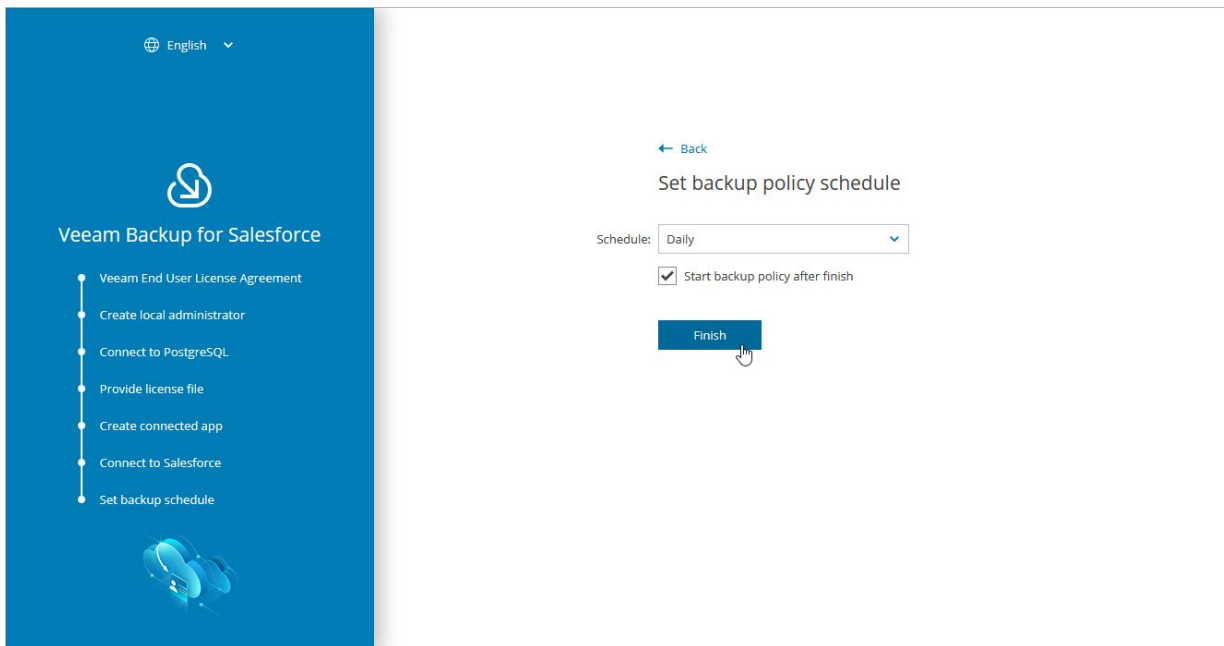 English
Veeam Backup for Salesforce
Veeam End User License Agreement
Create local administrator
Connect to PostgreSQL
Provide license file
Create connected app
Connect to Salesforce
Set backup schedule
Back
Set backup policy schedule
Schedule: Daily
Start backup policy after finish
Finish